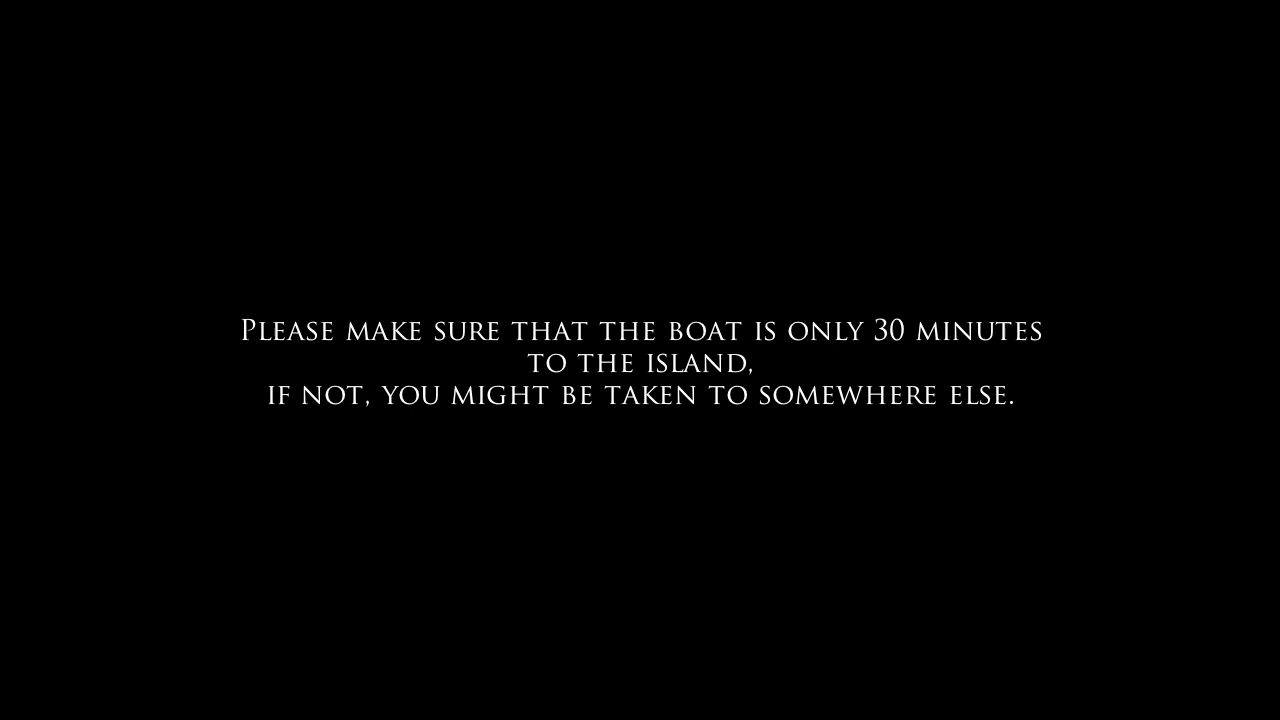 Please make sure that the boat is only 30 minutes
to the island,
if not, you might be taken to somewhere else.